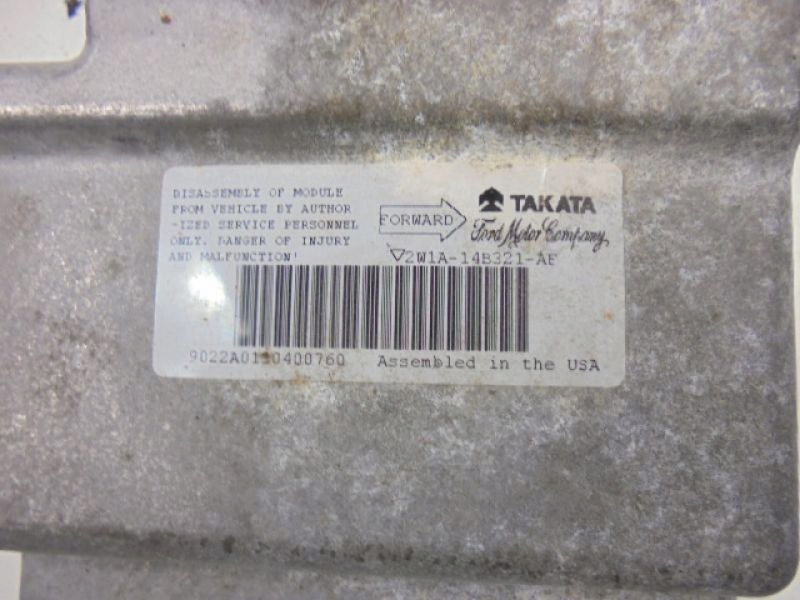 DISASSEMBLY OF MODULE
FROM VEHICLE BY AUTHOR
-IZED SERVICE PERSONNEL
ONLY. DANGER OF INJURY
AND MALFUNCTION!
FORWARD
TAKATA
Ford Motor Company
2W1A-14B321-AE
Assembled in the USA